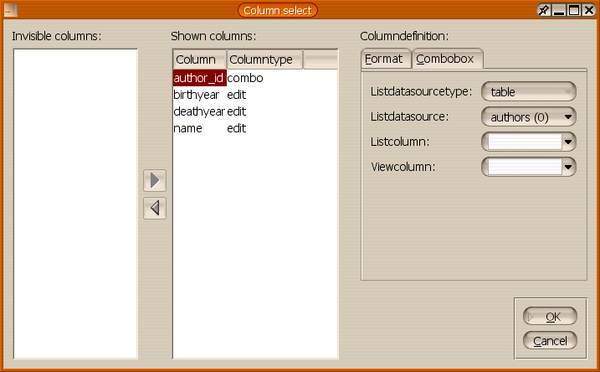 Column select
Invisible columns:
Shown columns:
Column Columntype
author_id combo
birthyear edit
deathyear edit
name edit
Columndefinition:
Format Combobox
Listdatasourcetype: table
Listdatasource: authors (0)
Listcolumn:
Viewcolumn:
OK
Cancel